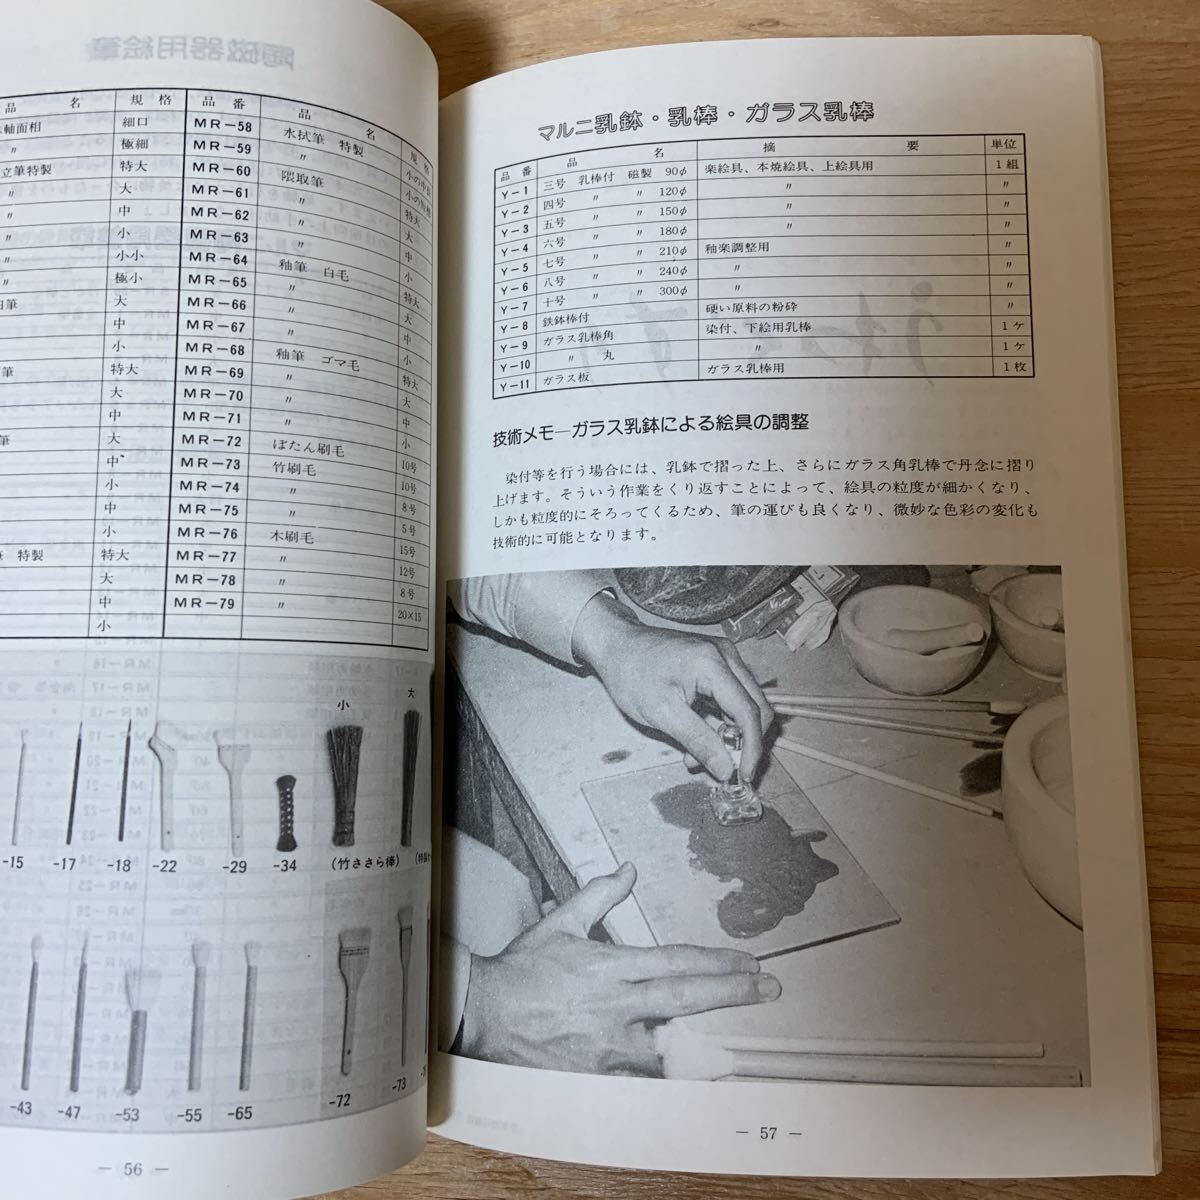 品 名 規 格 品 番 品 名 規 格
軸面相 細口 MR-58 水拭筆 特製 小の中
〃 極細 MR-59 〃
立筆特製 特大 MR-60 隈取筆 特大
〃 大 MR-61 〃 大
〃 中 MR-62 〃 中
〃 小 MR-63 〃 小
〃 小小 MR-64 釉筆 白毛 特大
〃 極小 MR-65 〃 大
筆 大 MR-66 〃 中
中 MR-67 〃 小
小 MR-68 釉筆 ゴマ毛 特大
筆 特大 MR-69 〃 大
大 MR-70 〃 中
中 MR-71 〃 小
筆 大 MR-72 ぼたん刷毛 10号
中 MR-73 竹刷毛 10号
小 MR-74 〃 8号
中 MR-75 〃 5号
小 MR-76 木刷毛 15号
筆 特製 特大 MR-77 〃 12号
大 MR-78 〃 8号
中 MR-79 〃 20×15
小
小 大
-15 -17 -18 -22 -29 -34 (竹ささら棒)
-43 -47 -53 -55 -65 -72 -73
— 56 —
マルニ乳鉢・乳棒・ガラス乳棒
品 番 品 名 摘 要 単位
Y-1 三号 乳棒付 磁製 90φ 楽絵具、本焼絵具、上絵具用 1組
Y-2 四号 〃 〃 120φ 〃 〃
Y-3 五号 〃 〃 150φ 〃
Y-4 六号 〃 〃 180φ 〃 〃
Y-5 七号 〃 〃 210φ 釉楽調整用 〃
Y-6 八号 〃 〃 240φ 〃 〃
Y-7 十号 〃 〃 300φ 〃
Y-8 鉄鉢棒付 硬い原料の粉砕 〃
Y-9 ガラス乳棒角 染付、下絵用乳棒 1ケ
Y-10 〃 丸 〃 1ケ
Y-11 ガラス板 ガラス乳棒用 1枚
技術メモ―ガラス乳鉢による絵具の調整
染付等を行う場合には、乳鉢で摺った上、さらにガラス角乳棒で丹念に摺り
上げます。そういう作業をくり返すことによって、絵具の粒度が細かくなり、
しかも粒度的にそろってくるため、筆の運びも良くなり、微妙な色彩の変化も
技術的に可能となります。
— 57 —